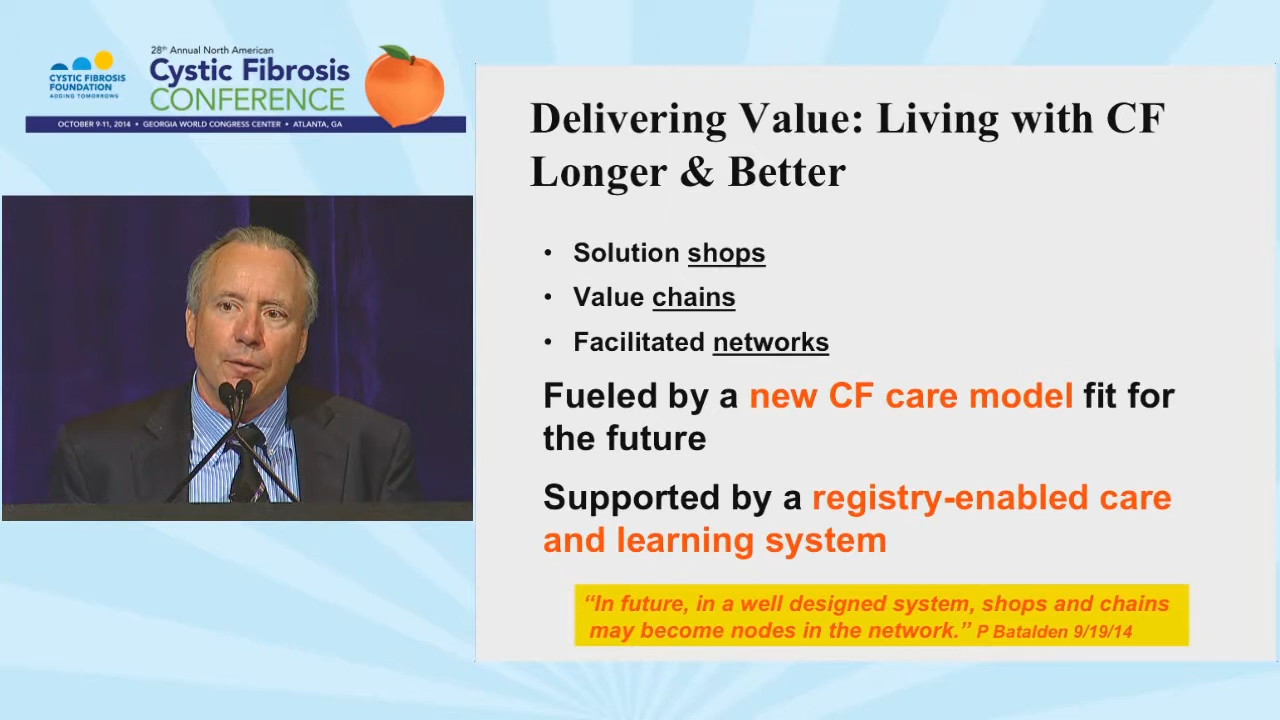 28th Annual North American
Cystic Fibrosis
CONFERENCE
CYSTIC FIBROSIS
FOUNDATION
ADDING TOMORROWS
OCTOBER 9-11, 2014 • GEORGIA WORLD CONGRESS CENTER • ATLANTA, GA
Delivering Value: Living with CF
Longer & Better
• Solution shops
• Value chains
• Facilitated networks
Fueled by a new CF care model fit for
the future
Supported by a registry-enabled care
and learning system
“In future, in a well designed system, shops and chains
may become nodes in the network.” P Batalden 9/19/14